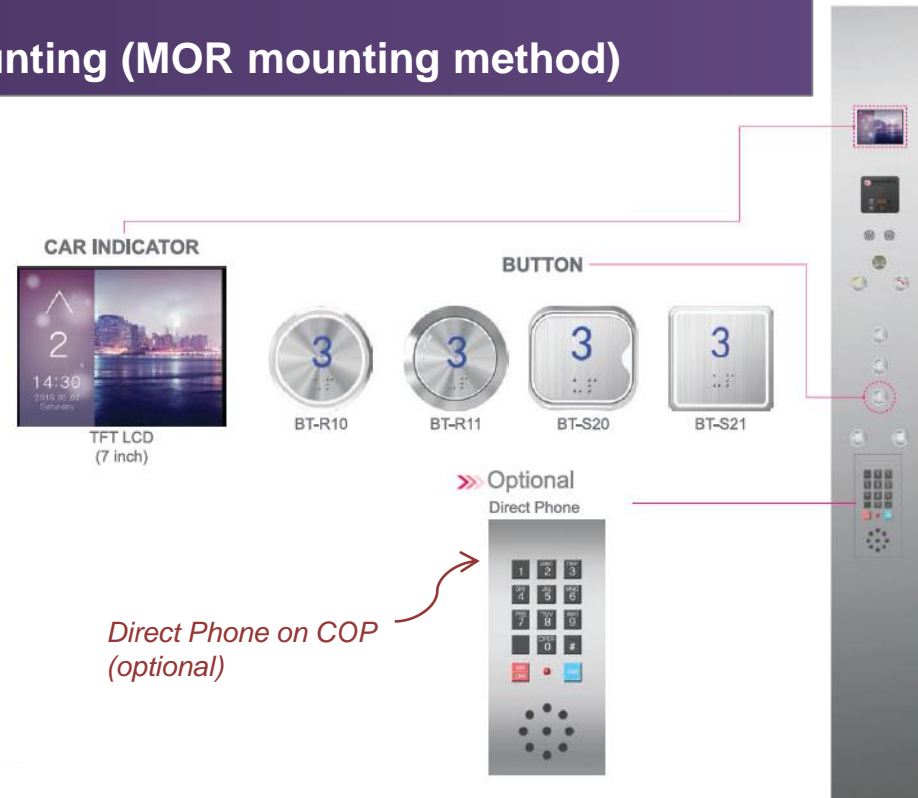 unting (MOR mounting method)
CAR INDICATOR
2
14:30
Saturday
TFT LCD
(7 inch)
BUTTON
3
3
3
3
BT-R10
BT-R11
BT-S20
BT-S21
Optional
Direct Phone
1 2 3
4 5 6
7 8 9
0 #
Direct Phone on COP
(optional)